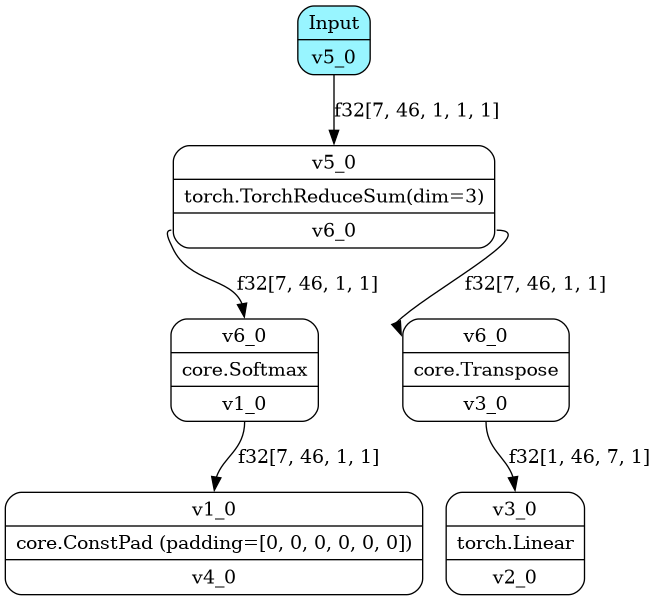 Input
v5_0
f32[7, 46, 1, 1, 1]
v5_0
torch.TorchReduceSum(dim=3)
v6_0
f32[7, 46, 1, 1]
f32[7, 46, 1, 1]
v6_0
core.Softmax
v1_0
v6_0
core.Transpose
v3_0
f32[7, 46, 1, 1]
f32[1, 46, 7, 1]
v1_0
core.ConstPad (padding=[0, 0, 0, 0, 0, 0])
v4_0
v3_0
torch.Linear
v2_0